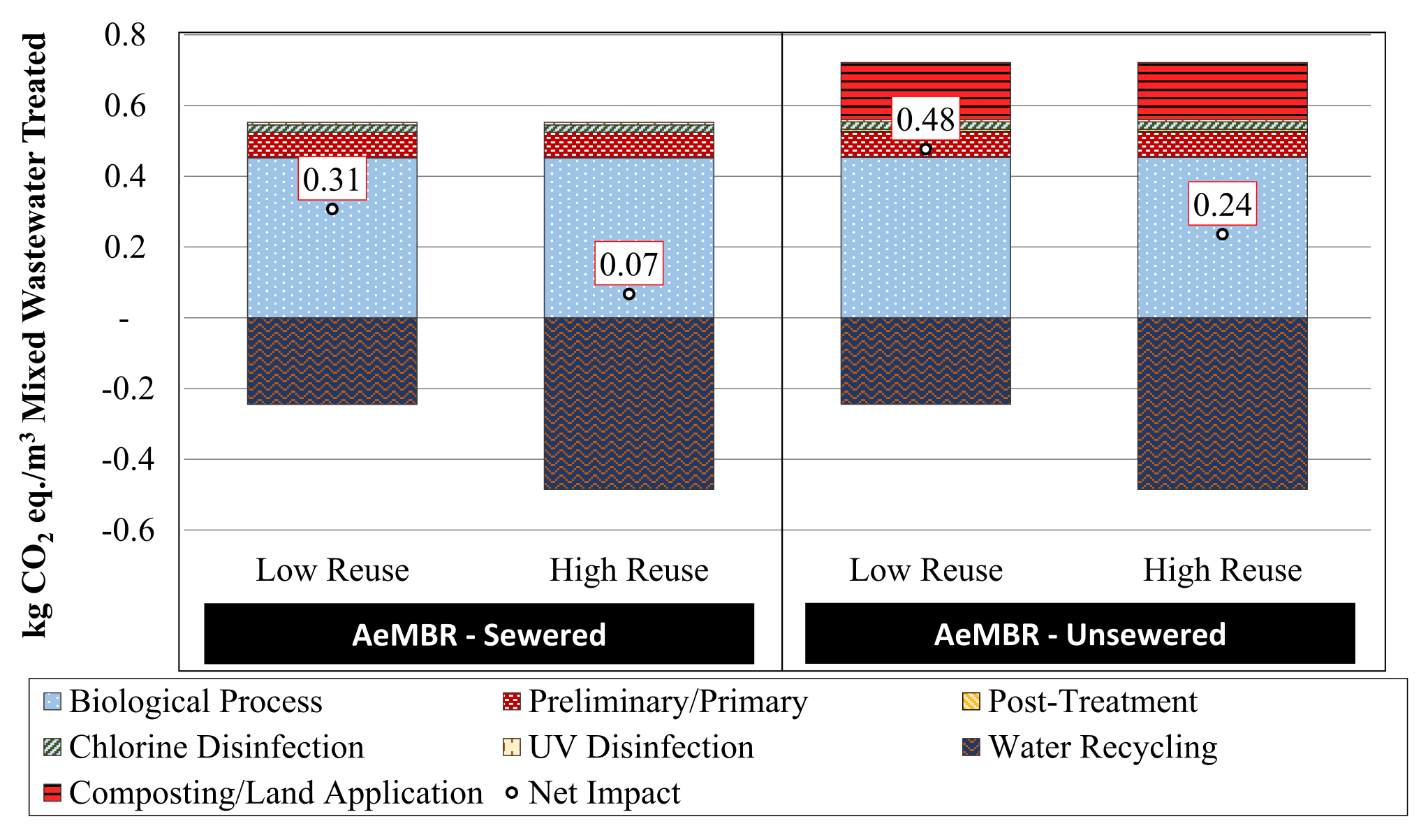 kg CO2 eq./m3 Mixed Wastewater Treated
0.8
0.6
0.4
0.2
-
-0.2
-0.4
-0.6
0.31
0.07
0.48
0.24
Low Reuse
High Reuse
Low Reuse
High Reuse
AeMBR - Sewered
AeMBR - Unsewered
Biological Process
Preliminary/Primary
Post-Treatment
Chlorine Disinfection
UV Disinfection
Water Recycling
Composting/Land Application
Net Impact